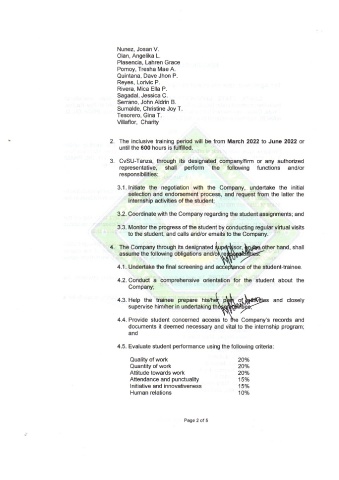 Nunez, Josan V.
Olan, Angelika L.
Plasencia, Lahren Grace
Pomoy, Tresha Mae A.
Quintana, Dave Jhon P.
Reyes, Lorivic P.
Rivera, Mica Ella P.
Sagadal, Jessica C.
Serrano, John Aldrin B.
Sumalde, Christine Joy T.
Tesorero, Gina T.
Villaflor, Charity
2. The inclusive training period will be from March 2022 to June 2022 or
until the 600 hours is fulfilled.
3. CvSU-Tanza, through its designated company/firm or any authorized
representative, shall perform the following functions and/or
responsibilities:
3.1. Initiate the negotiation with the Company, undertake the initial
selection and endorsement process, and request from the latter the
internship activities of the student;
3.2. Coordinate with the Company regarding the student assignments; and
3.3. Monitor the progress of the student by conducting regular virtual visits
to the student, and calls and/or emails to the Company.
4. The Company through its designated supervisor, on the other hand, shall
assume the following obligations and/or responsibilities:
4.1. Undertake the final screening and acceptance of the student-trainee.
4.2. Conduct a comprehensive orientation for the student about the
Company;
4.3. Help the trainee prepare his/her plan of activities and closely
supervise him/her in undertaking these
4.4. Provide student concerned access to the Company's records and
documents it deemed necessary and vital to the internship program;
and
4.5. Evaluate student performance using the following criteria:
Quality of work 20%
Quantity of work 20%
Attitude towards work 20%
Attendance and punctuality 15%
Initiative and innovativeness 15%
Human relations 10%
Page 2 of 5